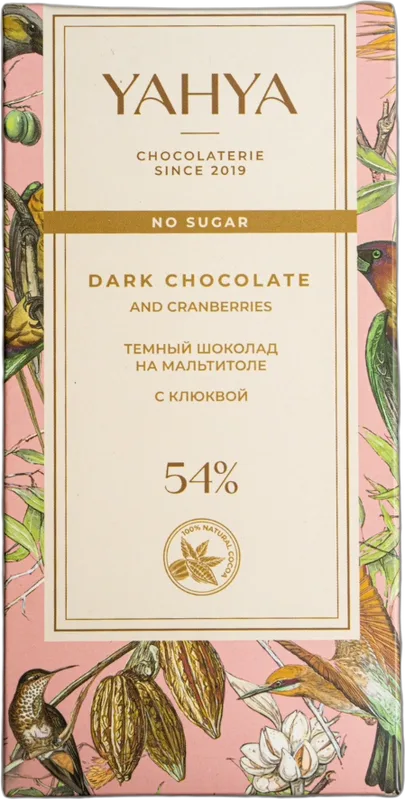 YAHYA
CHOCOLATERIE
SINCE 2019
NO SUGAR
DARK CHOCOLATE
AND CRANBERRIES
ТЕМНЫЙ ШОКОЛАД
НА МАЛЬТИТОЛЕ
С КЛЮКВОЙ
54%
100% NATURAL COCOA